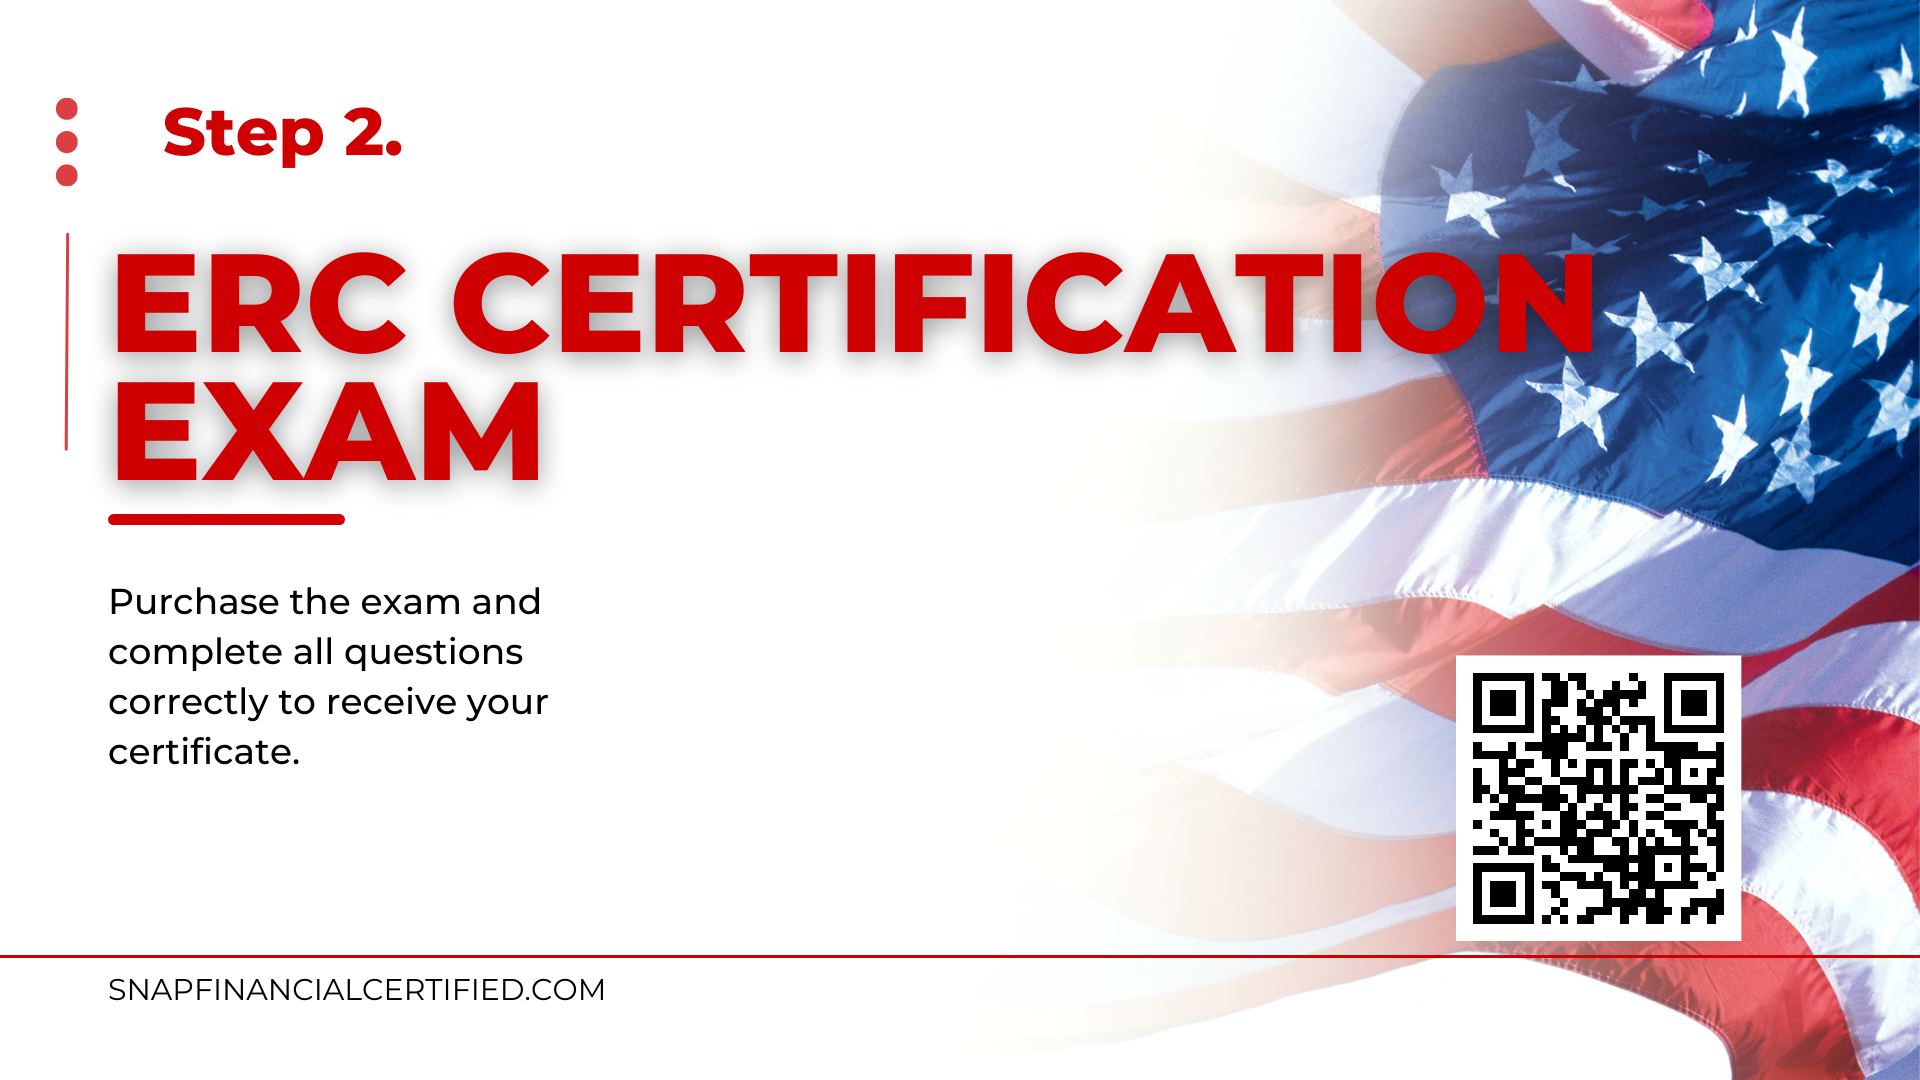 Step 2.
ERC CERTIFICATION
EXAM
Purchase the exam and
complete all questions
correctly to receive your
certificate.
SNAPFINANCIALCERTIFIED.COM